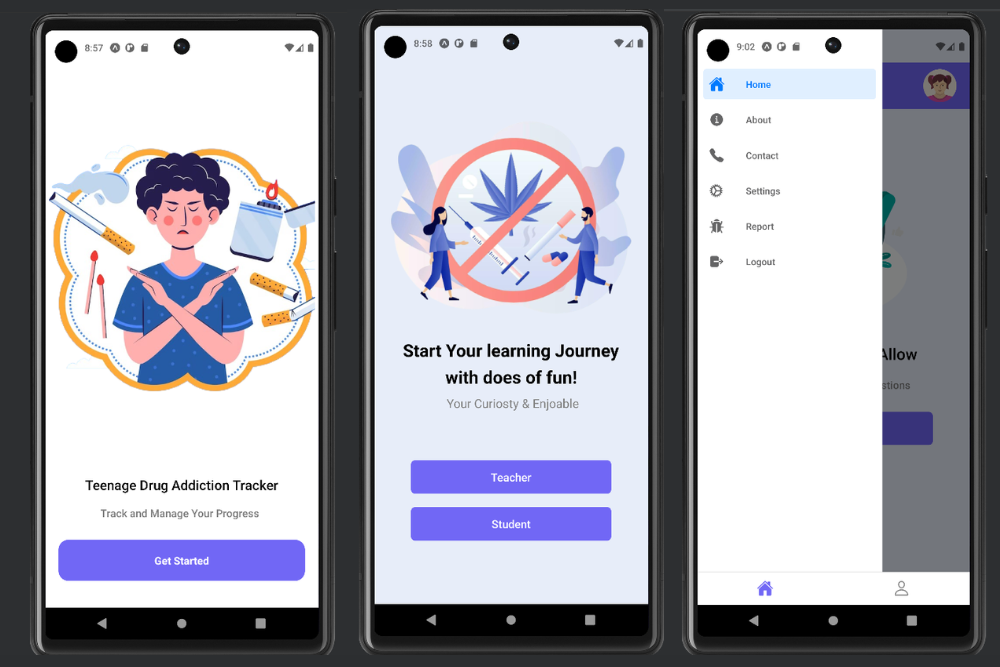 8:57
Teenage Drug Addiction Tracker
Track and Manage Your Progress
Get Started
8:58
Start Your learning Journey
with does of fun!
Your Curiosty & Enjoable
Teacher
Student
9:02
Home
About
Contact
Settings
Report
Logout
Allow
stions